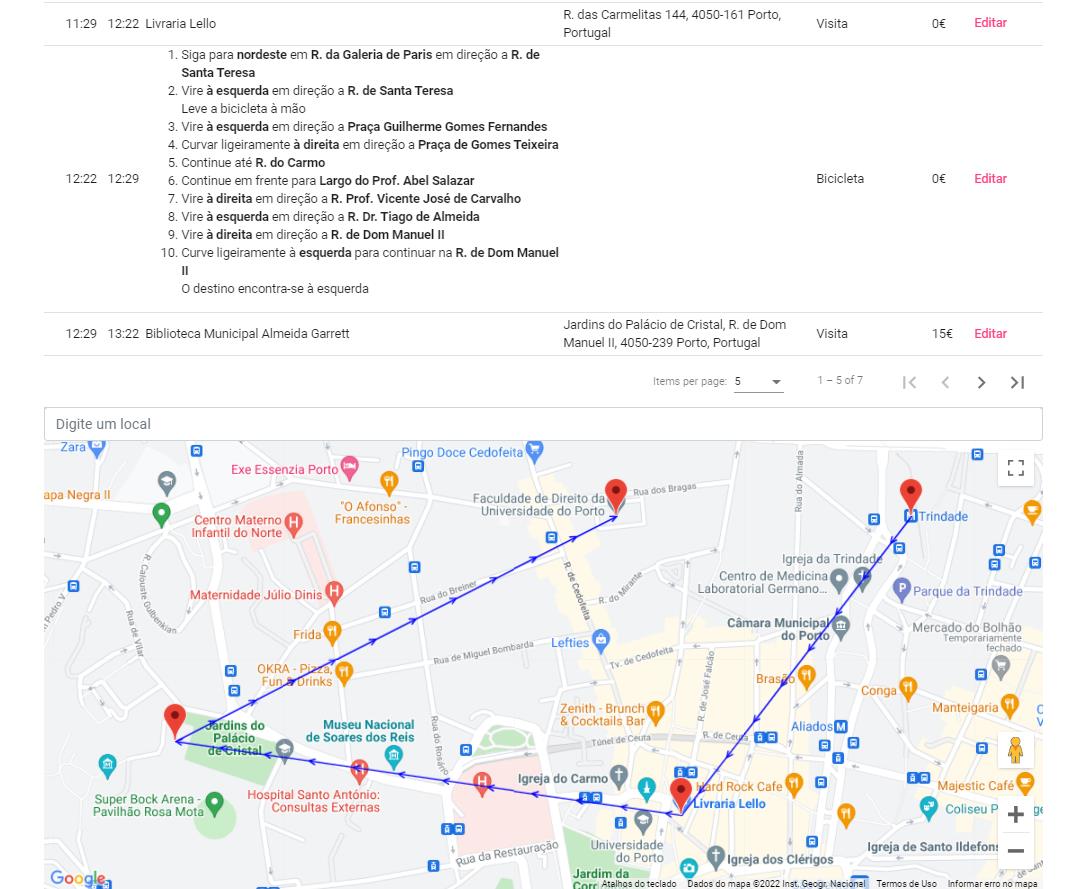 11:29 12:22 Livraria Lello R. das Carmelitas 144, 4050-161 Porto, Portugal Visita 0€ Editar
1. Siga para nordeste em R. da Galeria de Paris em direção a R. de
Santa Teresa
2. Vire à esquerda em direção a R. de Santa Teresa
Leve a bicicleta à mão
3. Vire à esquerda em direção a Praça Guilherme Gomes Fernandes
4. Curvar ligeiramente à direita em direção a Praça de Gomes Teixeira
5. Continue até R. do Carmo
6. Continue em frente para Largo do Prof. Abel Salazar
12:22 12:29 Bicicleta 0€ Editar
7. Vire à direita em direção a R. Prof. Vicente José de Carvalho
8. Vire à esquerda em direção a R. Dr. Tiago de Almeida
9. Vire à direita em direção a R. de Dom Manuel II
10. Curve ligeiramente à esquerda para continuar na R. de Dom Manuel
II
O destino encontra-se à esquerda
12:29 13:22 Biblioteca Municipal Almeida Garrett Jardins do Palácio de Cristal, R. de Dom Manuel II, 4050-239 Porto, Portugal Visita 15€ Editar
Items per page: 5 1 – 5 of 7
Digite um local
Zara
Pingo Doce Cedofeita
Exe Essenzia Porto
apa Negra II
"O Afonso" -
Francesinhas
Faculdade de Direito da
Universidade do Porto
Rua dos Bragas
Rua do Almada
Trindade
Centro Materno
Infantil do Norte
Igreja da Trindade
Centro de Medicina
Laboratorial Germano...
Parque da Trindade
R. Calouste Gulbenkian
Rua de Vilar
Pedro V
Maternidade Júlio Dinis
Rua do Breiner
R. de Cedofeita
R. do Mirante
Câmara Municipal
do Porto
Mercado do Bolhão
Temporariamente
fechado
Frida
Lefties
Rua de Miguel Bombarda
Tv. de Cedofeita
R. de José Falcão
OKRA - Pizza,
Fun & Drinks
Brasão
Conga
Manteigaria
Zenith - Brunch
& Cocktails Bar
Jardins do
Palácio
de Cristal
Museu Nacional
de Soares dos Reis
Rua do Rosário
Túnel de Ceuta
R. de Ceuta
Aliados
Igreja do Carmo
Hard Rock Cafe
Majestic Café
Livraria Lello
Super Bock Arena -
Pavilhão Rosa Mota
Hospital Santo António:
Consultas Externas
Coliseu P
ge
Universidade
do Porto
Igreja de Santo Ildefons
Rua da Restauração
Igreja dos Clérigos
Jardim da
Google
Atalhos do teclado Dados do mapa ©2022 Inst. Geogr. Nacional Termos de Uso Informar erro no mapa